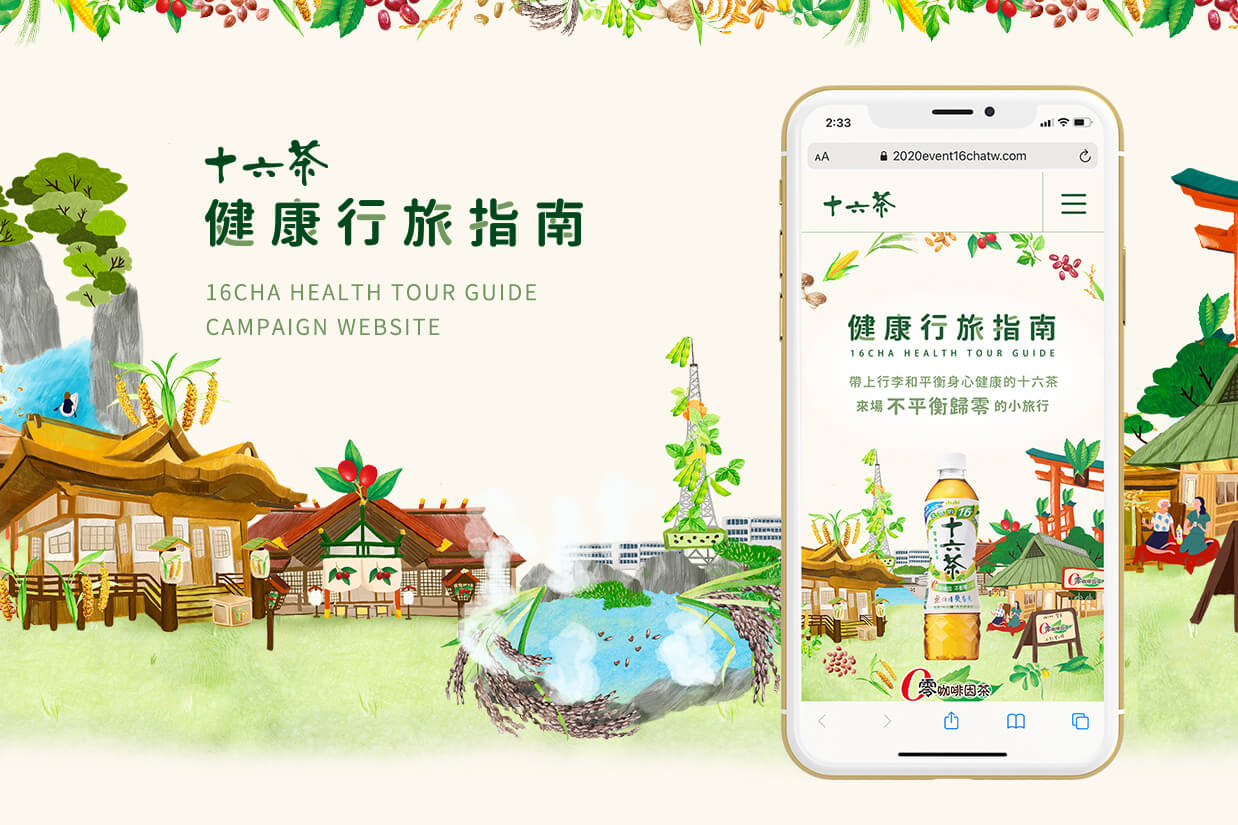 十六茶
健康行旅指南
16CHA HEALTH TOUR GUIDE
CAMPAIGN WEBSITE
2:33
AA
2020event16chatw.com
十六茶
健康行旅指南
16CHA HEALTH TOUR GUIDE
帶上行李和平衡身心健康的十六茶
來場 不平衡歸零 的小旅行
16
十六茶
零咖啡因茶